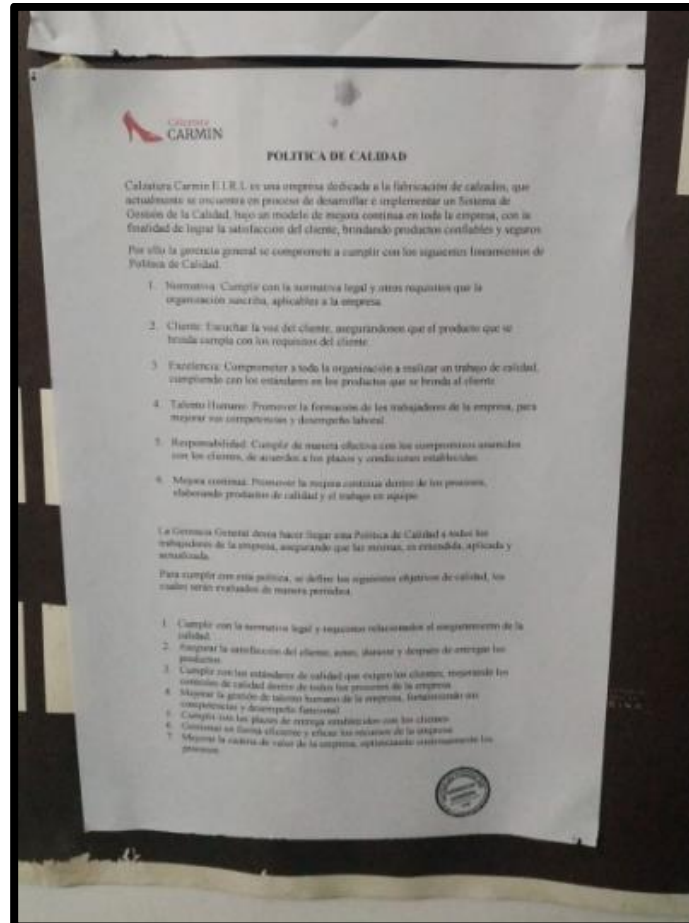 Calzatura
CARMIN
POLITICA DE CALIDAD
Calzatura Carmin E.I.R.L es una empresa dedicada a la fabricación de calzados, que
actualmente se encuentra en proceso de desarrollar e implementar un Sistema de
Gestión de la Calidad, bajo un modelo de mejora continua en toda la empresa, con la
finalidad de lograr la satisfacción del cliente, brindando productos confiables y seguros.
Por ello la gerencia general se compromete a cumplir con los siguientes lineamientos de
Política de Calidad.
1. Normativa: Cumplir con la normativa legal y otros requisitos que la
organización suscriba, aplicables a la empresa
2. Cliente: Escuchar la voz del cliente, asegurándonos que el producto que se
brinda cumpla con los requisitos del cliente
3. Excelencia: Comprometer a toda la organización a realizar un trabajo de calidad,
cumpliendo con los estándares en los productos que se brinda al cliente
4. Talento Humano: Promover la formación de los trabajadores de la empresa, para
mejorar sus competencias y desempeño laboral
5. Responsabilidad: Cumplir de manera efectiva con los compromisos asumidos
con los clientes, de acuerdos a los plazos y condiciones establecidas
6. Mejora continua: Promover la mejora continua dentro de los procesos,
elaborando productos de calidad y el trabajo en equipo
La Gerencia General desea hacer llegar esta Política de Calidad a todos los
trabajadores de la empresa, asegurando que las mismas, es entendida, aplicada y
actualizada.
Para cumplir con esta política, se define los siguientes objetivos de calidad, los
cuales serán evaluados de manera periódica.
1. Cumplir con la normativa legal y requisitos relacionados al aseguramiento de la
calidad.
2. Asegurar la satisfacción del cliente, antes, durante y después de entregar los
productos
3. Cumplir con los estándares de calidad que exigen los clientes, mejorando los
controles de calidad dentro de todos los procesos de la empresa
4. Mejorar la gestión de talento humano de la empresa, fortaleciendo sus
competencias y desempeño funcional
5. Cumplir con los plazos de entrega establecidos con los clientes
6. Gestionar en forma eficiente y eficaz los recursos de la empresa
7. Mejorar la cadena de valor de la empresa, optimizando continuamente los
procesos